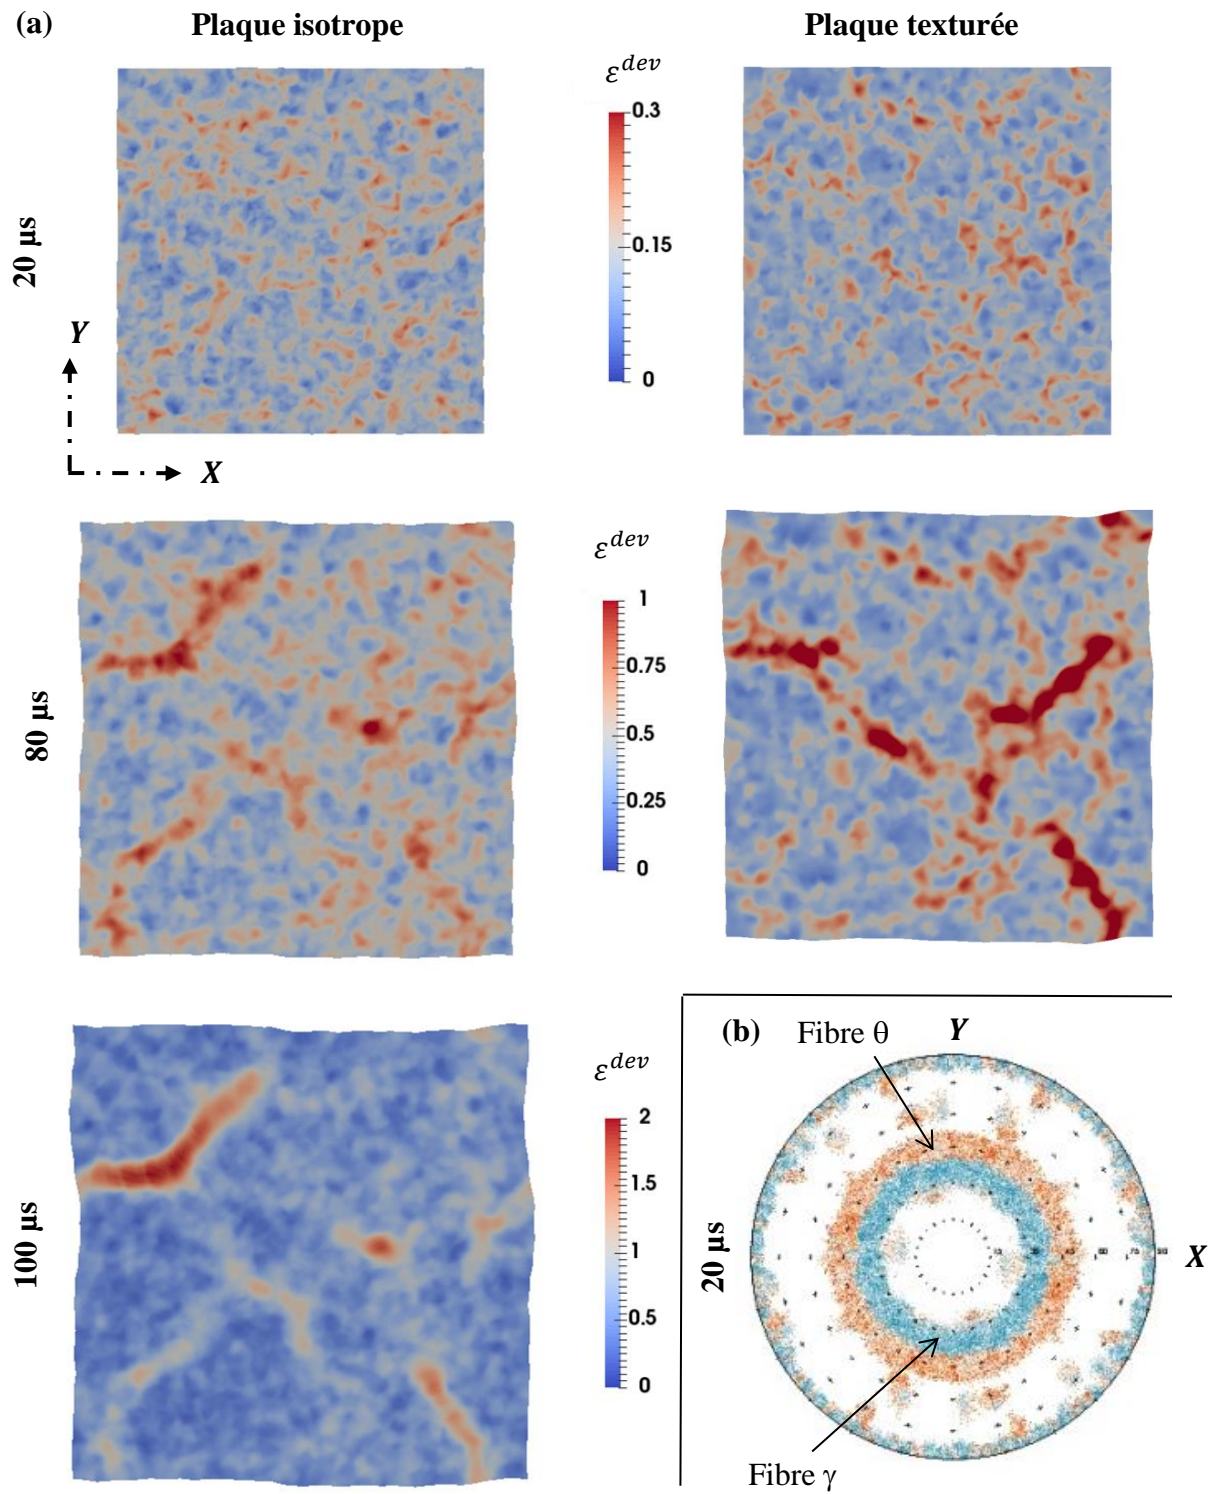 (a)
Plaque isotrope
Plaque texturée
ε^dev
0.3
0.15
0
20 µs
Y
X
ε^dev
1
0.75
0.5
0.25
0
80 µs
ε^dev
2
1.5
1
0.5
0
100 µs
(b)
Fibre θ
Y
X
20 µs
Fibre γ